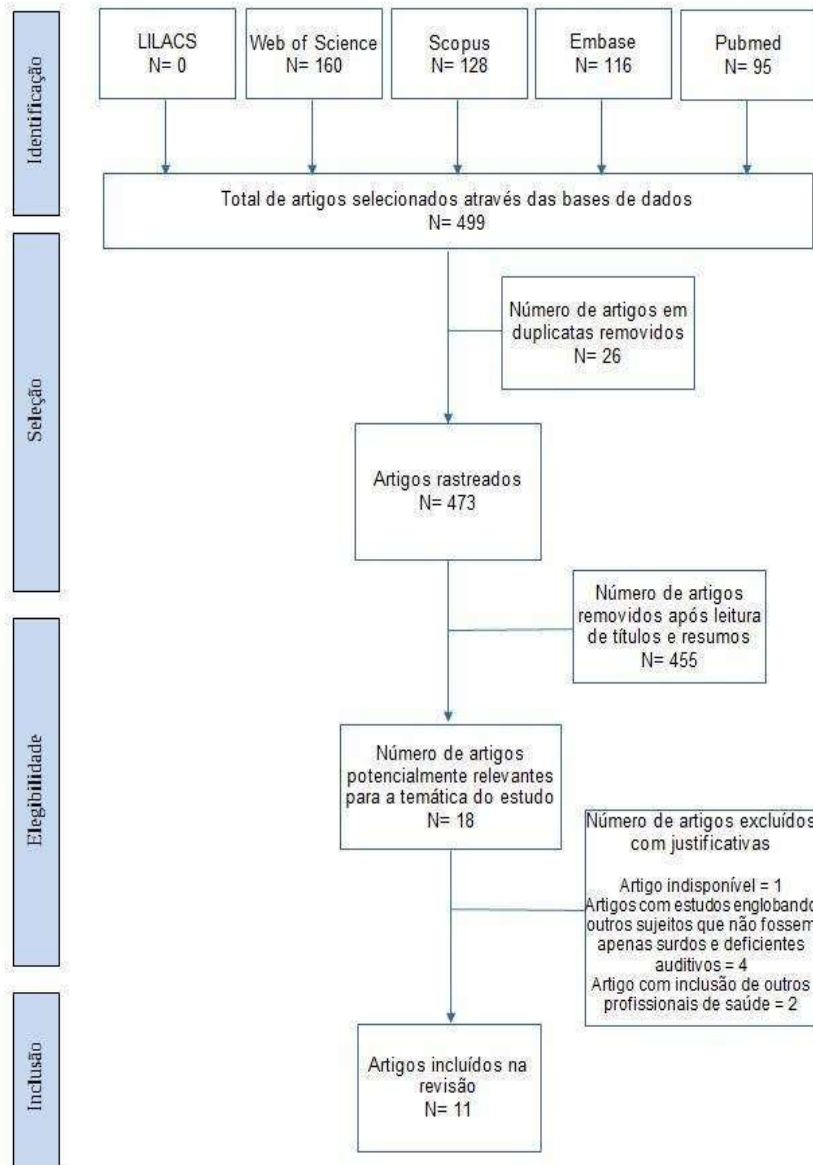 Identificação
LILACS
N= 0
Web of Science
N= 160
Scopus
N= 128
Embase
N= 116
Pubmed
N= 95
Total de artigos selecionados através das bases de dados
N= 499
Seleção
Número de artigos em
duplicatas removidos
N= 26
Artigos rastreados
N= 473
Número de artigos
removidos após leitura
de títulos e resumos
N= 455
Elegibilidade
Número de artigos
potencialmente relevantes
para a temática do estudo
N= 18
Número de artigos excluídos
com justificativas
Artigo indisponível = 1
Artigos com estudos englobando
outros sujeitos que não fossem
apenas surdos e deficientes
auditivos = 4
Artigo com inclusão de outros
profissionais de saúde = 2
Inclusão
Artigos incluídos na
revisão
N= 11